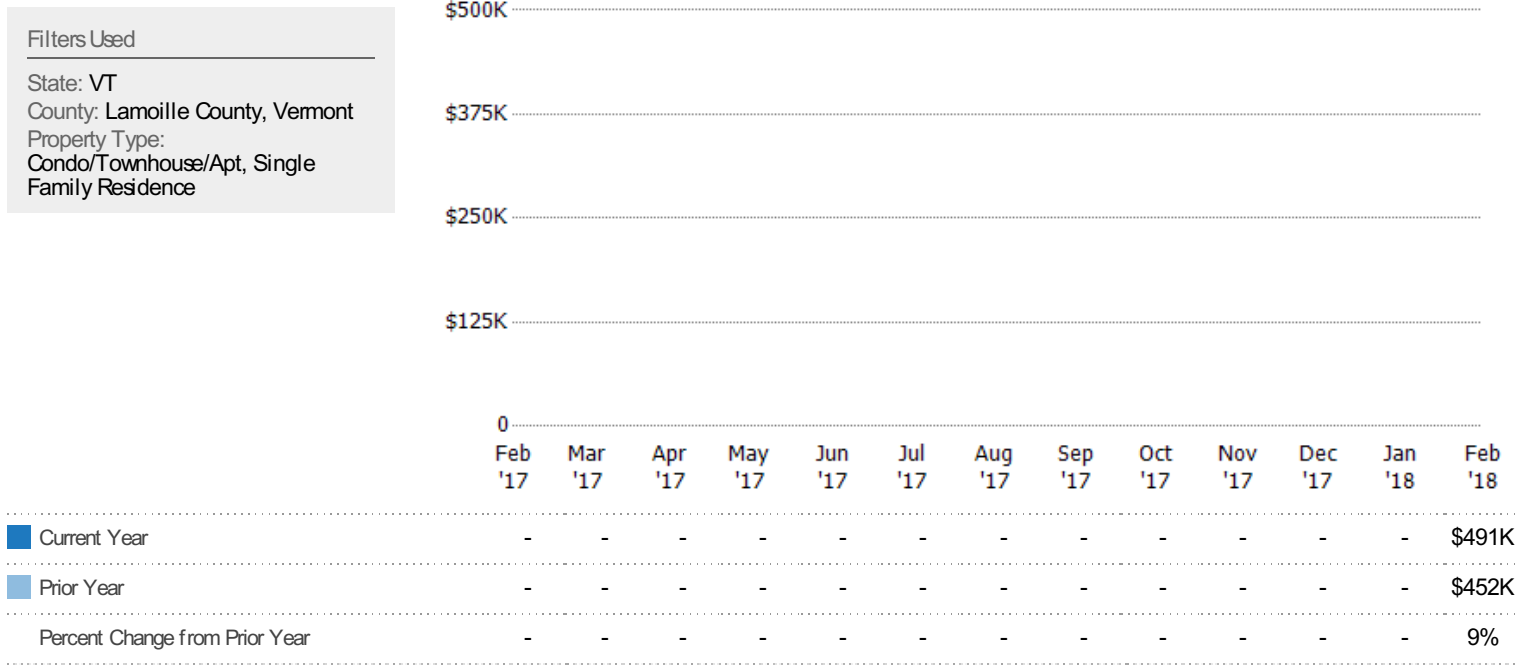 Filters Used
State: VT
County: Lamoille County, Vermont
Property Type:
Condo/Townhouse/Apt, Single
Family Residence
$500K
$375K
$250K
$125K
0
Feb Mar Apr May Jun Jul Aug Sep Oct Nov Dec Jan Feb
'17 '17 '17 '17 '17 '17 '17 '17 '17 '17 '17 '18 '18
Current Year - - - - - - - - - - - - $491K
Prior Year - - - - - - - - - - - - $452K
Percent Change from Prior Year - - - - - - - - - - - - 9%